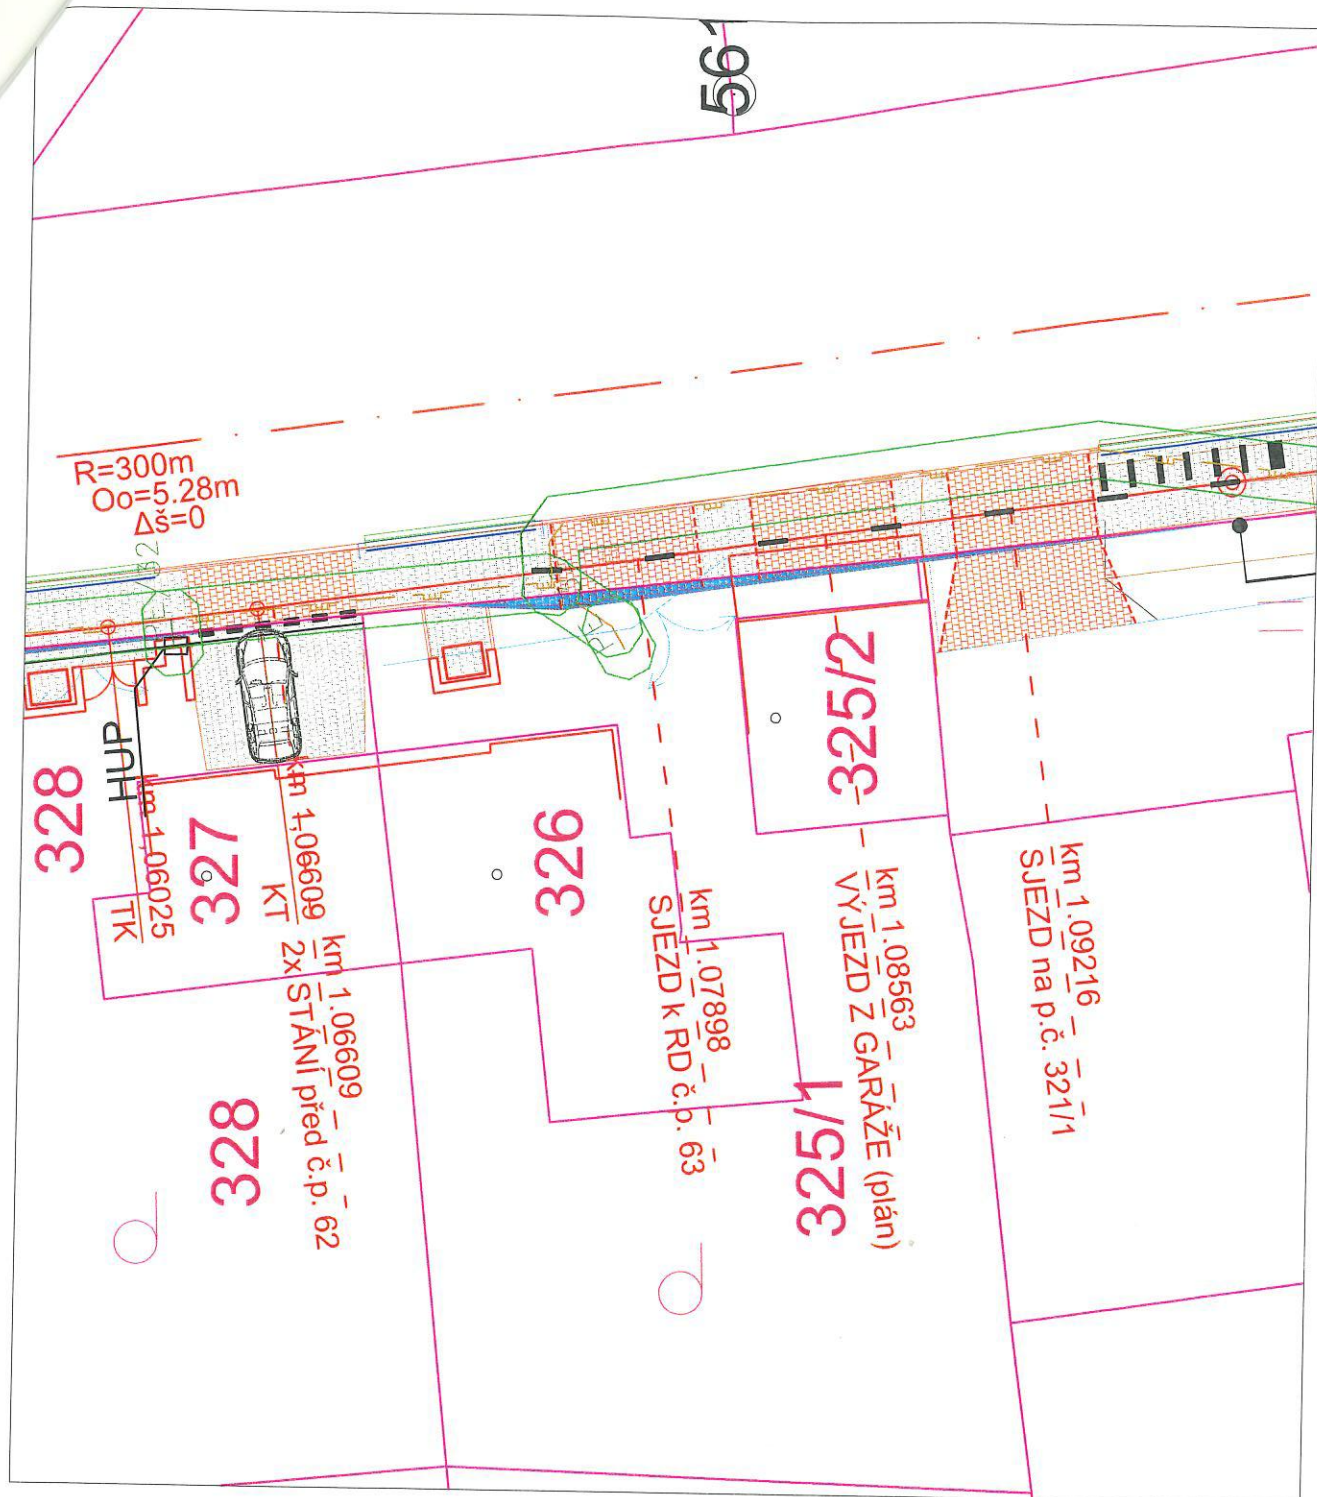 561
R=300m
Oo=5.28m
Δš=0
HUP
328
km 1,06025
TK
327
km 1,06609
KT
km 1.06609
2x STÁNÍ před č.p. 62
328
326
km 1.07898
SJEZD k RD č.p. 63
325/2
km 1.08563
VÝJEZD Z GARÁŽE (plán)
325/1
km 1.09216
SJEZD na p.č. 321/1